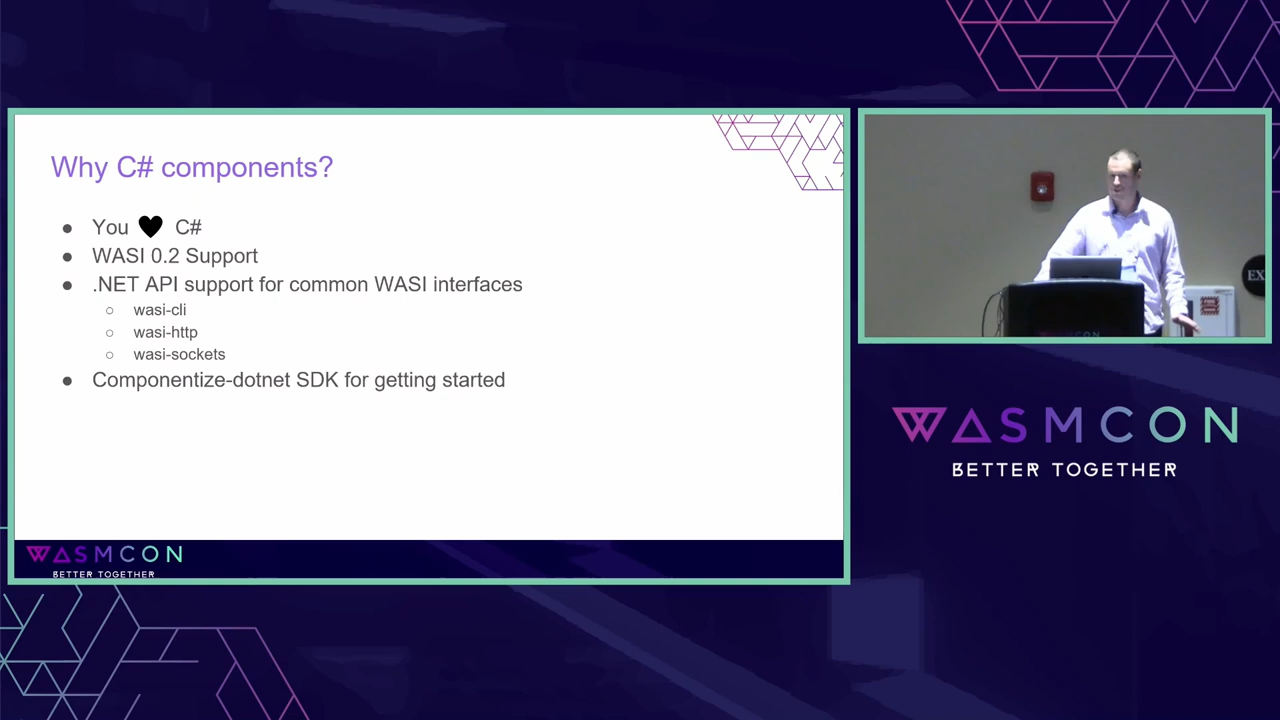 Why C# components?
You 🖤 C#
WASI 0.2 Support
.NET API support for common WASI interfaces
wasi-cli
wasi-http
wasi-sockets
Componentize-dotnet SDK for getting started
WASMCON
BETTER TOGETHER
EX
WASMCON
BETTER TOGETHER